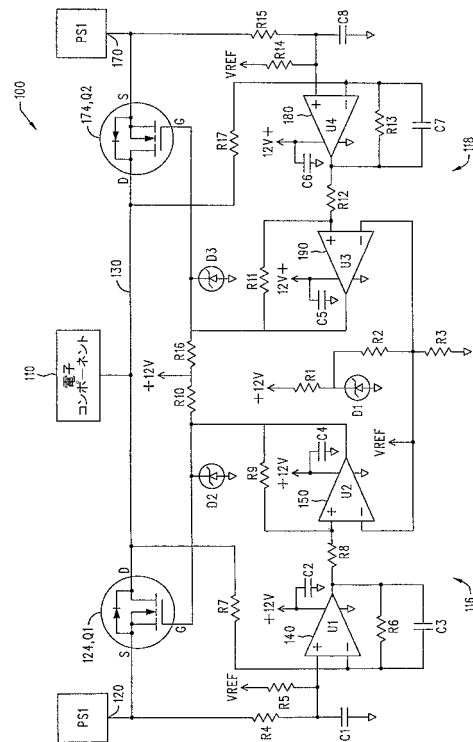 100
PS1
170
R15
VREF
R14
C8
174,Q2
S
D
G
R17
180
+
−
U4
12V+
C6
R13
C7
118
R12
130
D3
R11
190
+
−
U3
12V+
C5
110
電子
コンポーネント
+12V
R16
R10
+12V
R1
R2
D1
R3
VREF
D2
R9
150
+
−
U2
+12V
C4
R8
124,Q1
D
S
G
R7
140
+
−
U1
+12V
C2
R6
C3
116
PS1
120
VREF
R5
R4
C1